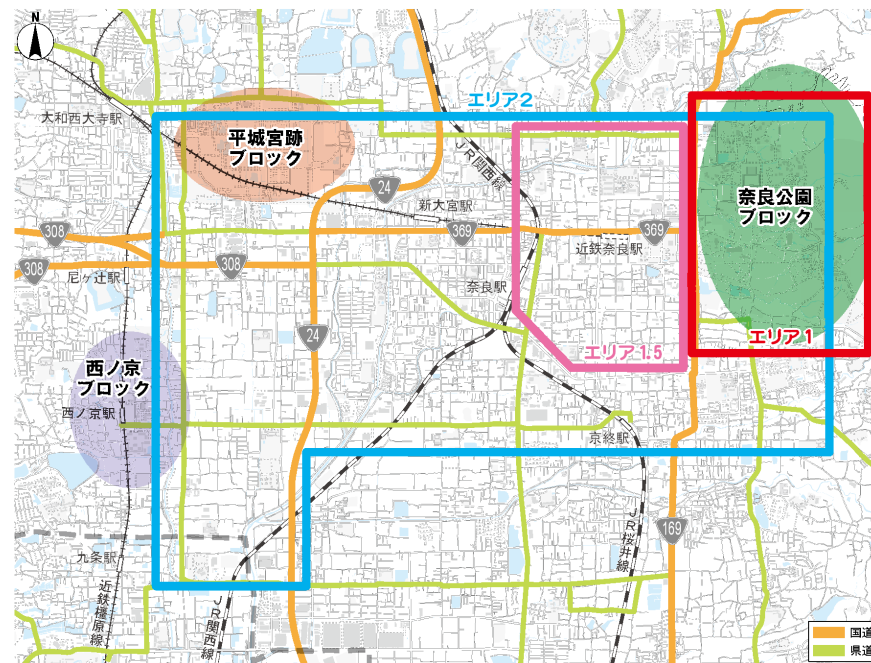 N
エリア2
大和西大寺駅
平城宮跡
ブロック
JR関西線
24
奈良公園
ブロック
新大宮駅
308
369
369
近鉄奈良駅
308
308
尼ヶ辻駅
奈良駅
24
エリア1
エリア1.5
西ノ京
ブロック
西ノ京駅
京終駅
169
JR桜井線
九条駅
近鉄橿原線
JR関西線
国道
県道